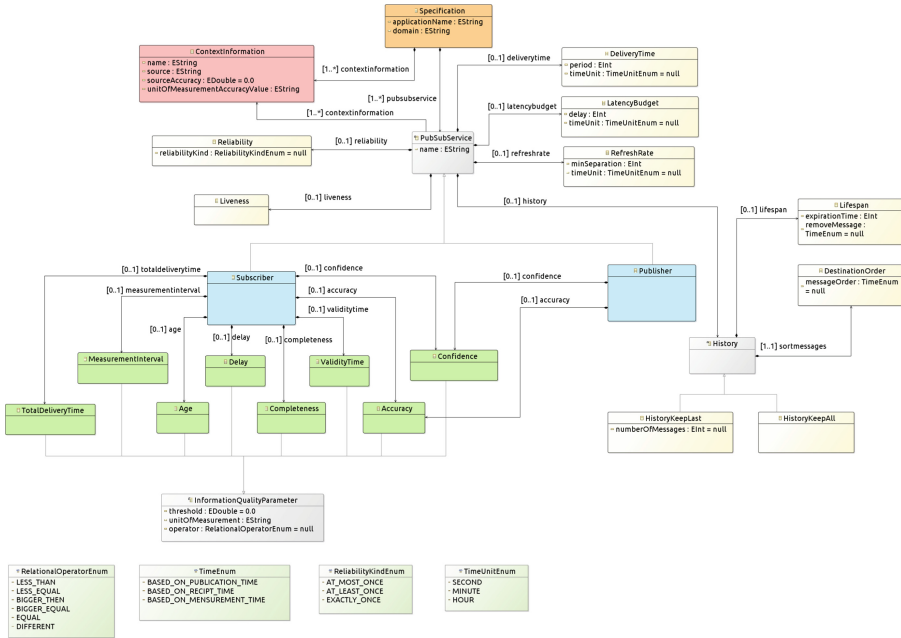 Specification
applicationName : EString
domain : EString
ContextInformation
name : EString
source : EString
sourceAccuracy : EDouble = 0.0
unitOfMeasurementAccuracyValue : EString
[1..*] contextinformation
[1..*] pubsubservice
[1..*] contextinformation
[0..1] deliverytime
DeliveryTime
period : EInt
timeUnit : TimeUnitEnum = null
[0..1] latencybudget
LatencyBudget
delay : EInt
timeUnit : TimeUnitEnum = null
Reliability
reliabilityKind : ReliabilityKindEnum = null
[0..1] reliability
PubSubService
name : EString
[0..1] refreshrate
RefreshRate
minSeparation : EInt
timeUnit : TimeUnitEnum = null
Liveness
[0..1] liveness
[0..1] history
[0..1] lifespan
Lifespan
expirationTime : EInt
removeMessage :
TimeEnum = null
[0..1] totaldeliverytime
Subscriber
[0..1] confidence
[0..1] confidence
Publisher
DestinationOrder
messageOrder : TimeEnum
= null
[0..1] measurementinterval
[0..1] accuracy
[0..1] accuracy
[0..1] validitytime
[0..1] age
[0..1] delay
[0..1] completeness
History
[1..1] sortmessages
MeasurementInterval
Delay
ValidityTime
Confidence
TotalDeliveryTime
Age
Completeness
Accuracy
HistoryKeepLast
numberOfMessages : EInt = null
HistoryKeepAll
InformationQualityParameter
threshold : EDouble = 0.0
unitOfMeasurement : EString
operator : RelationalOperatorEnum = null
RelationalOperatorEnum
LESS_THAN
LESS_EQUAL
BIGGER_THEN
BIGGER_EQUAL
EQUAL
DIFFERENT
TimeEnum
BASED_ON_PUBLICATION_TIME
BASED_ON_RECIPT_TIME
BASED_ON_MENSUREMENT_TIME
ReliabilityKindEnum
AT_MOST_ONCE
AT_LEAST_ONCE
EXACTLY_ONCE
TimeUnitEnum
SECOND
MINUTE
HOUR